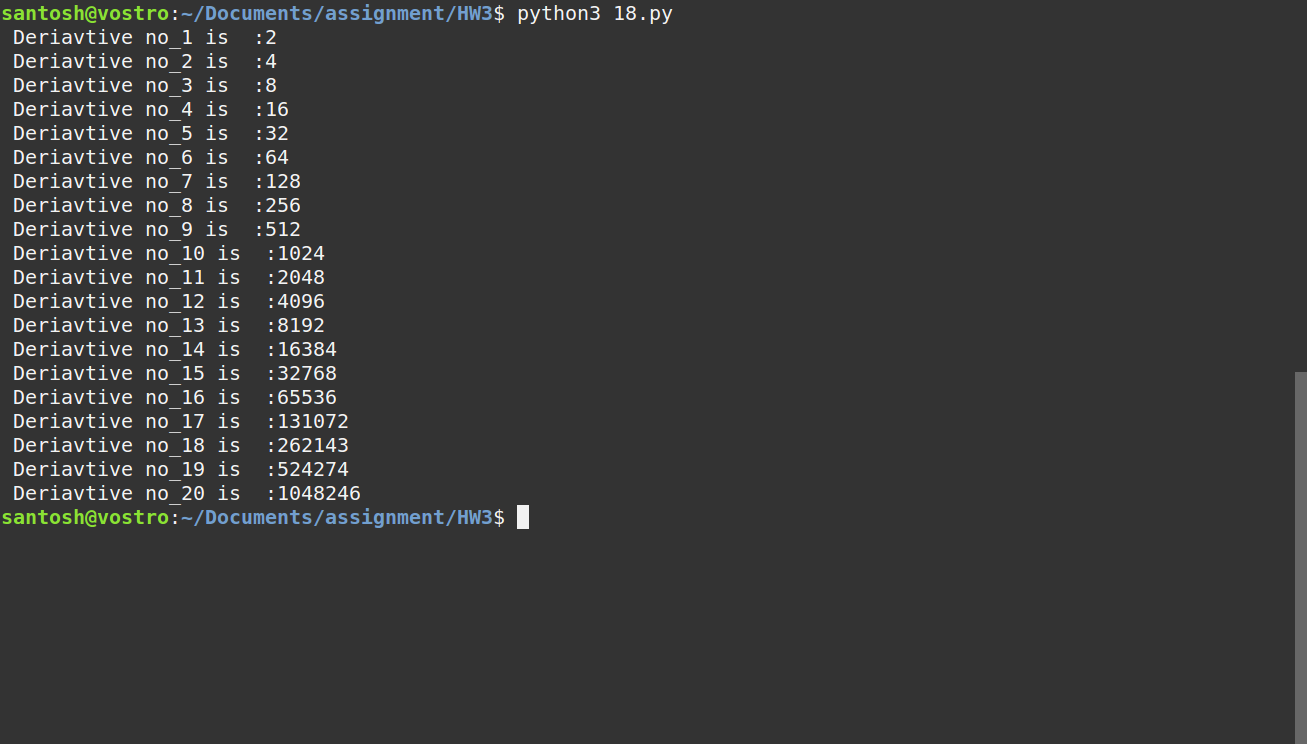 santosh@vostro:~/Documents/assignment/HW3$ python3 18.py
 Deriavtive no_1 is  :2
 Deriavtive no_2 is  :4
 Deriavtive no_3 is  :8
 Deriavtive no_4 is  :16
 Deriavtive no_5 is  :32
 Deriavtive no_6 is  :64
 Deriavtive no_7 is  :128
 Deriavtive no_8 is  :256
 Deriavtive no_9 is  :512
 Deriavtive no_10 is  :1024
 Deriavtive no_11 is  :2048
 Deriavtive no_12 is  :4096
 Deriavtive no_13 is  :8192
 Deriavtive no_14 is  :16384
 Deriavtive no_15 is  :32768
 Deriavtive no_16 is  :65536
 Deriavtive no_17 is  :131072
 Deriavtive no_18 is  :262143
 Deriavtive no_19 is  :524274
 Deriavtive no_20 is  :1048246
santosh@vostro:~/Documents/assignment/HW3$